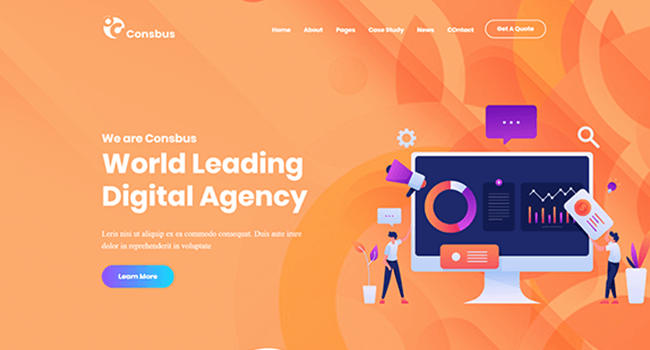 Consbus
Home About Pages Case Study News COntact Get A Quote
We are Consbus
World Leading
Digital Agency
Leris nisi ut aliquip ex ea commodo consequat. Duis aute irure
dolor in reprehenderit in voluptate
Learn More